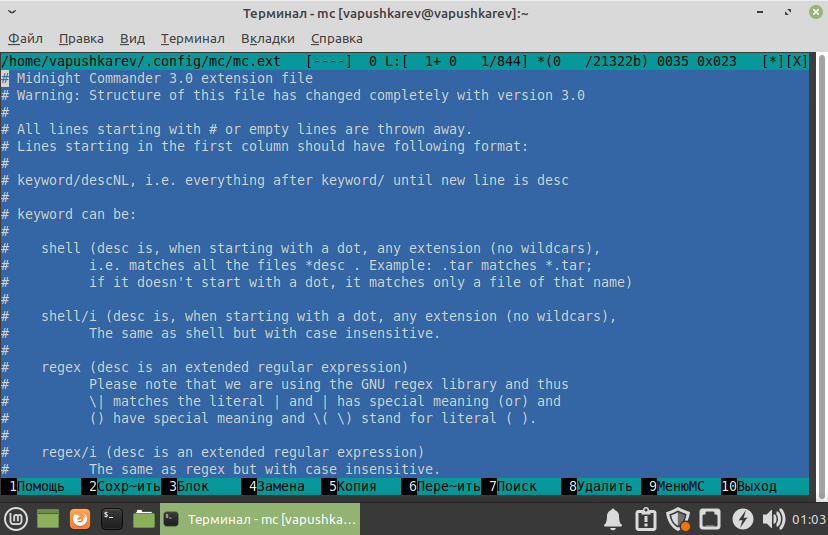 Терминал - mc [vapushkarev@vapushkarev]:~
Файл Правка Вид Терминал Вкладки Справка
/home/vapushkarev/.config/mc/mc.ext [----] 0 L:[ 1+ 0 1/844] *(0 /21322b) 0035 0x023 [*][X]
# Midnight Commander 3.0 extension file
# Warning: Structure of this file has changed completely with version 3.0
#
# All lines starting with # or empty lines are thrown away.
# Lines starting in the first column should have following format:
#
# keyword/descNL, i.e. everything after keyword/ until new line is desc
#
# keyword can be:
#
# shell (desc is, when starting with a dot, any extension (no wildcars),
# i.e. matches all the files *desc . Example: .tar matches *.tar;
# if it doesn't start with a dot, it matches only a file of that name)
#
# shell/i (desc is, when starting with a dot, any extension (no wildcars),
# The same as shell but with case insensitive.
#
# regex (desc is an extended regular expression)
# Please note that we are using the GNU regex library and thus
# \| matches the literal | and | has special meaning (or) and
# () have special meaning and \( \) stand for literal ( ).
#
# regex/i (desc is an extended regular expression)
# The same as regex but with case insensitive.
1Помощь 2Сохр~ить 3Блок 4Замена 5Копия 6Пере~ить 7Поиск 8Удалить 9МенюМС 10Выход
Терминал - mc [vapushka... 01:03